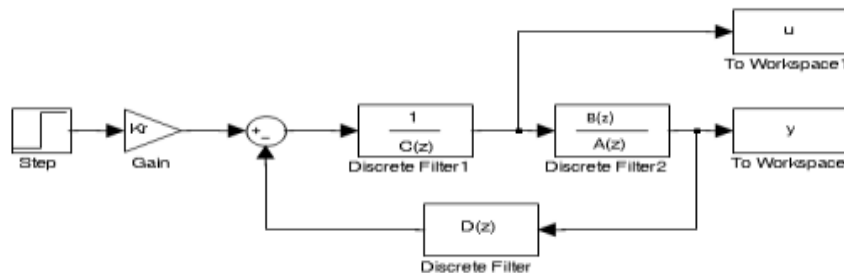 u
To Workspace1
Step
Kr
Gain
+
-
1
C(z)
Discrete Filter1
B(z)
A(z)
Discrete Filter2
y
To Workspace
D(z)
Discrete Filter